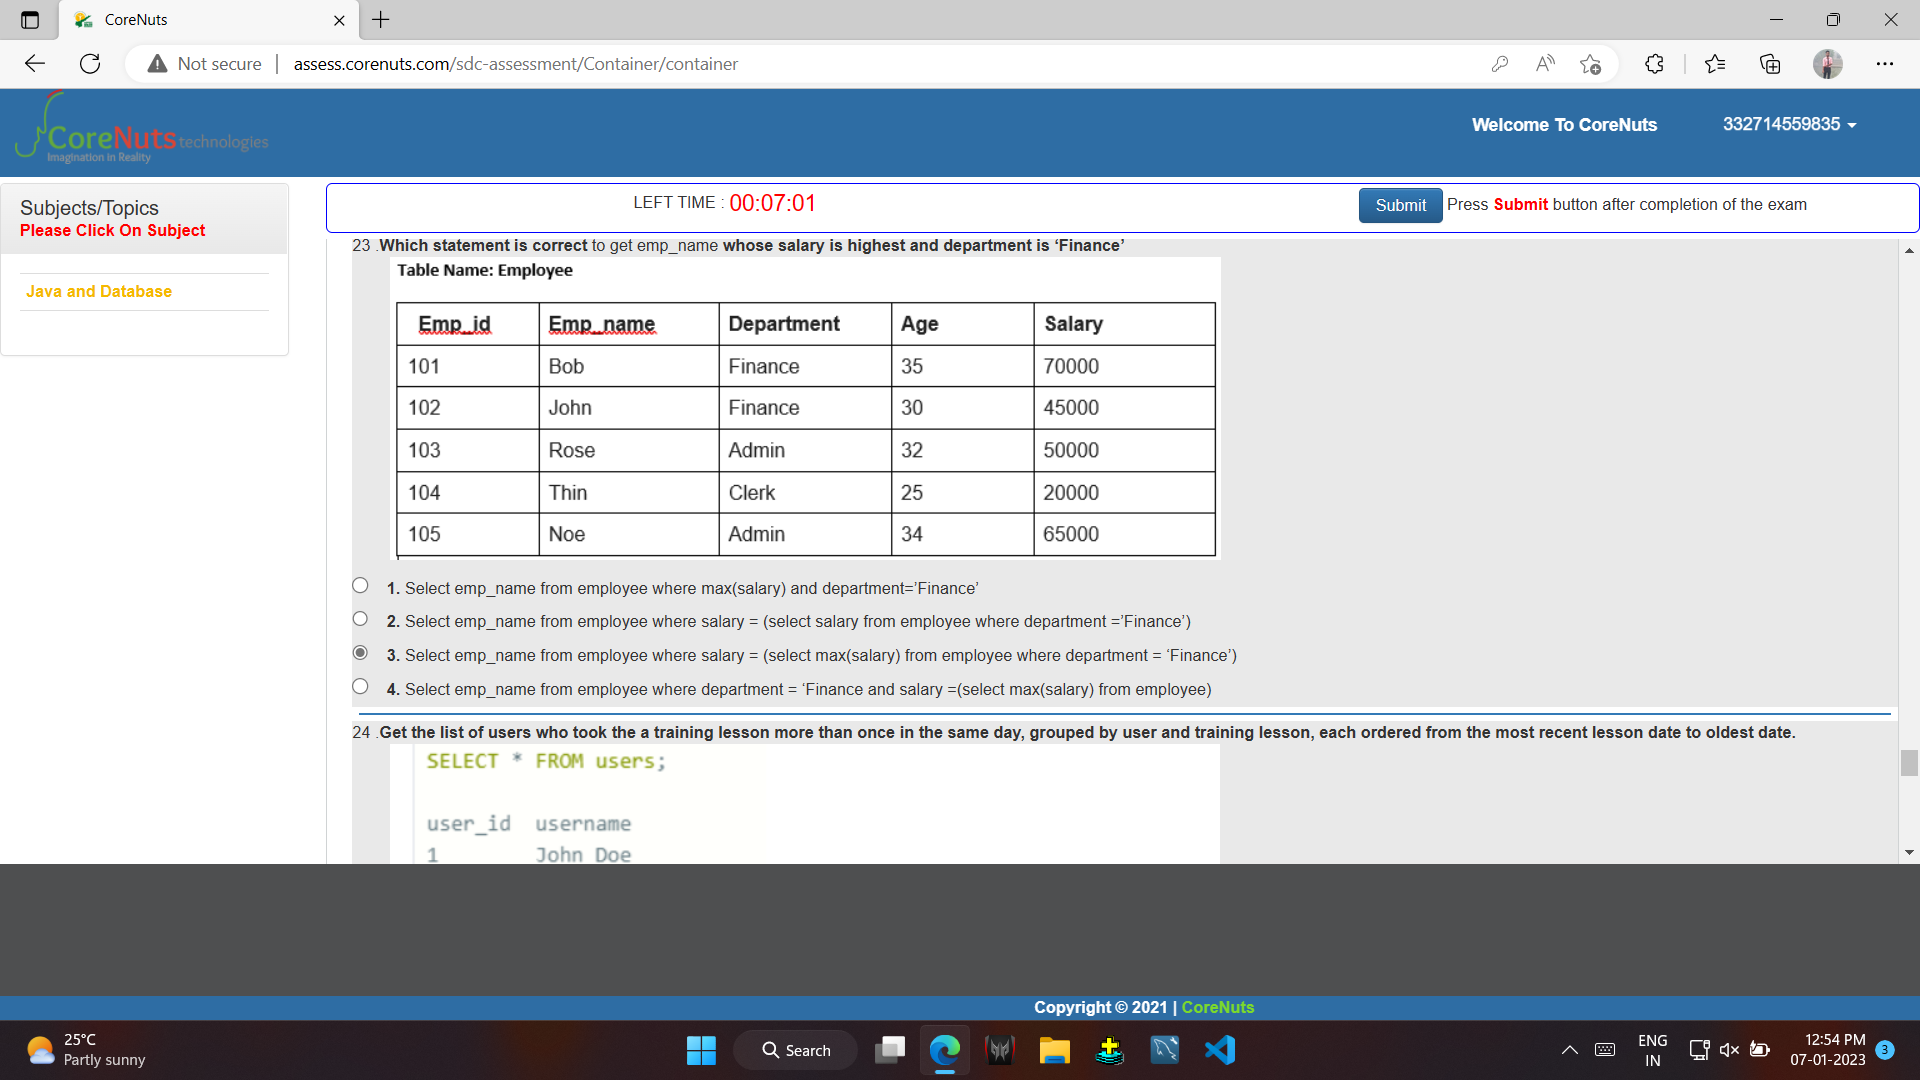 CoreNuts
Not secure
assess.corenuts.com/sdc-assessment/Container/container
CoreNuts technologies
Imagination in Reality
Welcome To CoreNuts
332714559835
Subjects/Topics
Please Click On Subject
Java and Database
LEFT TIME : 00:07:01
Submit Press Submit button after completion of the exam
23 .Which statement is correct to get emp_name whose salary is highest and department is ‘Finance’
Table Name: Employee
Emp_id Emp_name Department Age Salary
101 Bob Finance 35 70000
102 John Finance 30 45000
103 Rose Admin 32 50000
104 Thin Clerk 25 20000
105 Noe Admin 34 65000
1. Select emp_name from employee where max(salary) and department=’Finance’
2. Select emp_name from employee where salary = (select salary from employee where department =’Finance’)
3. Select emp_name from employee where salary = (select max(salary) from employee where department = ‘Finance’)
4. Select emp_name from employee where department = ‘Finance and salary =(select max(salary) from employee)
24 .Get the list of users who took the a training lesson more than once in the same day, grouped by user and training lesson, each ordered from the most recent lesson date to oldest date.
SELECT * FROM users;
user_id username
1 John Doe
Copyright © 2021 | CoreNuts
25°C
Partly sunny
Search
ENG
IN
12:54 PM
07-01-2023
3